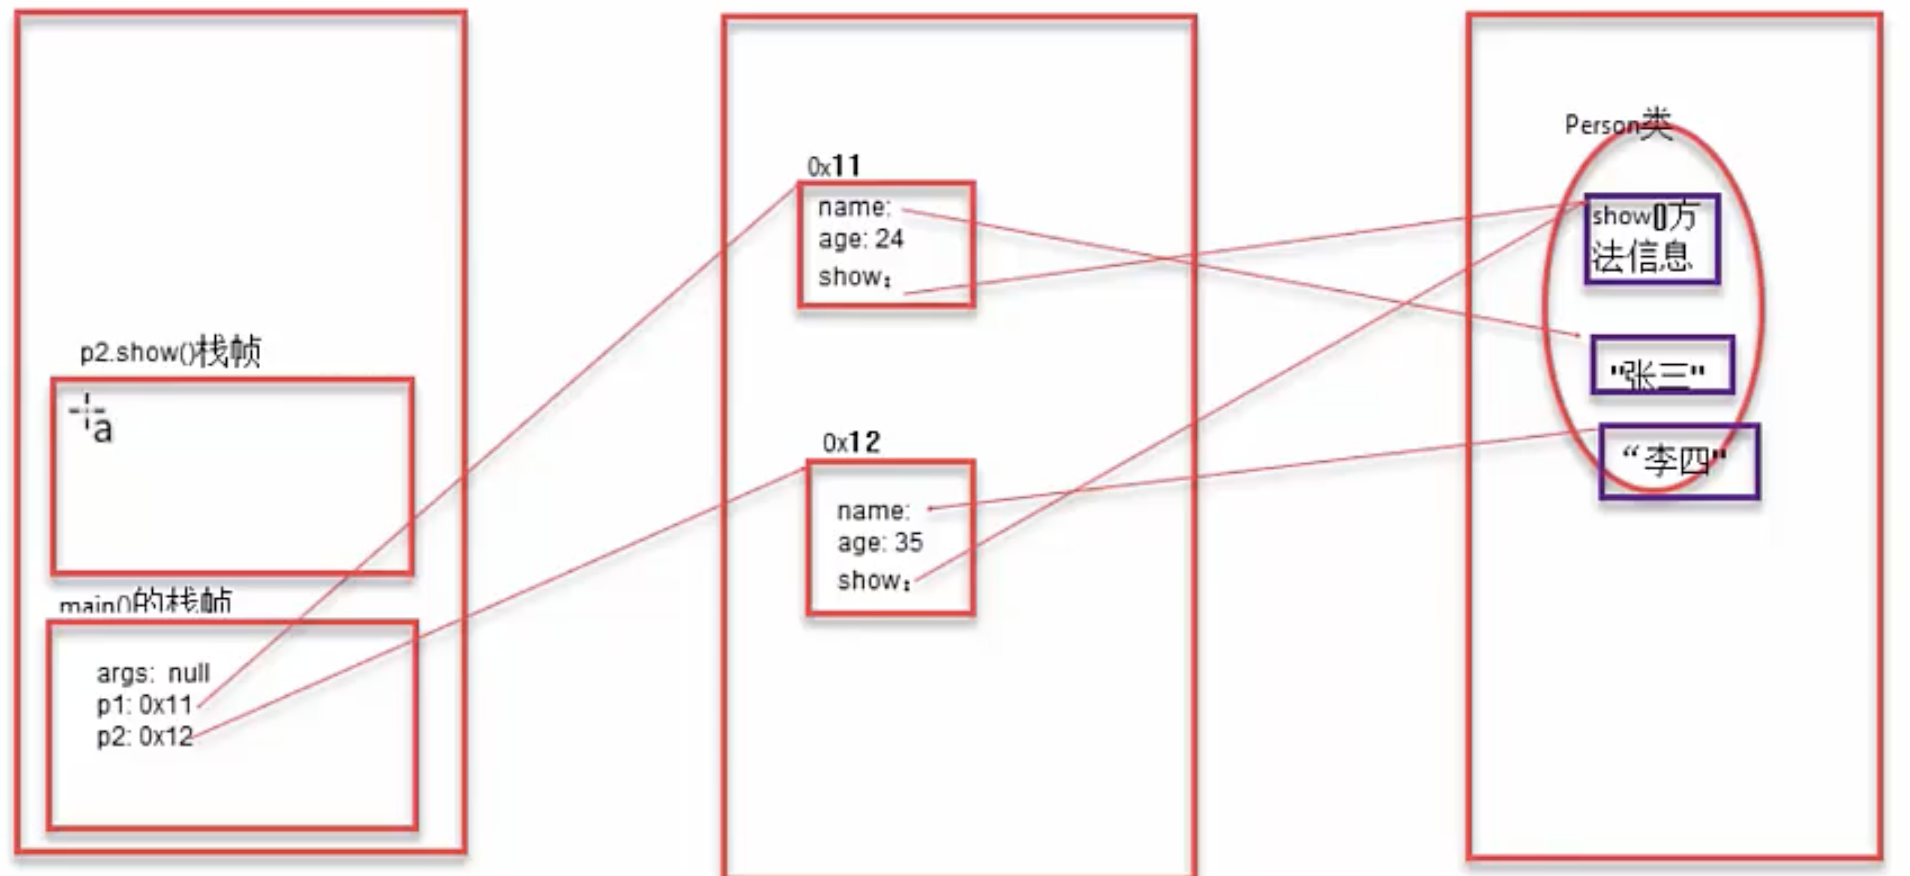 p2.show()栈帧
a
main()的栈帧
args: null
p1: 0x11
p2: 0x12
0x11
name:
age: 24
show：
0x12
name:
age: 35
show：
Person类
show()方
法信息
"张三"
“李四"